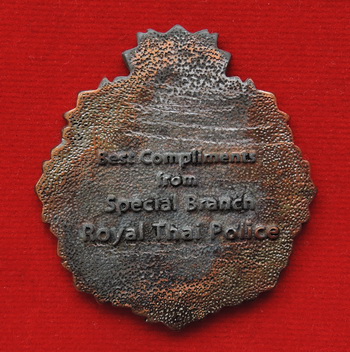 Best Compliments
from
Special Branch
Royal Thai Police